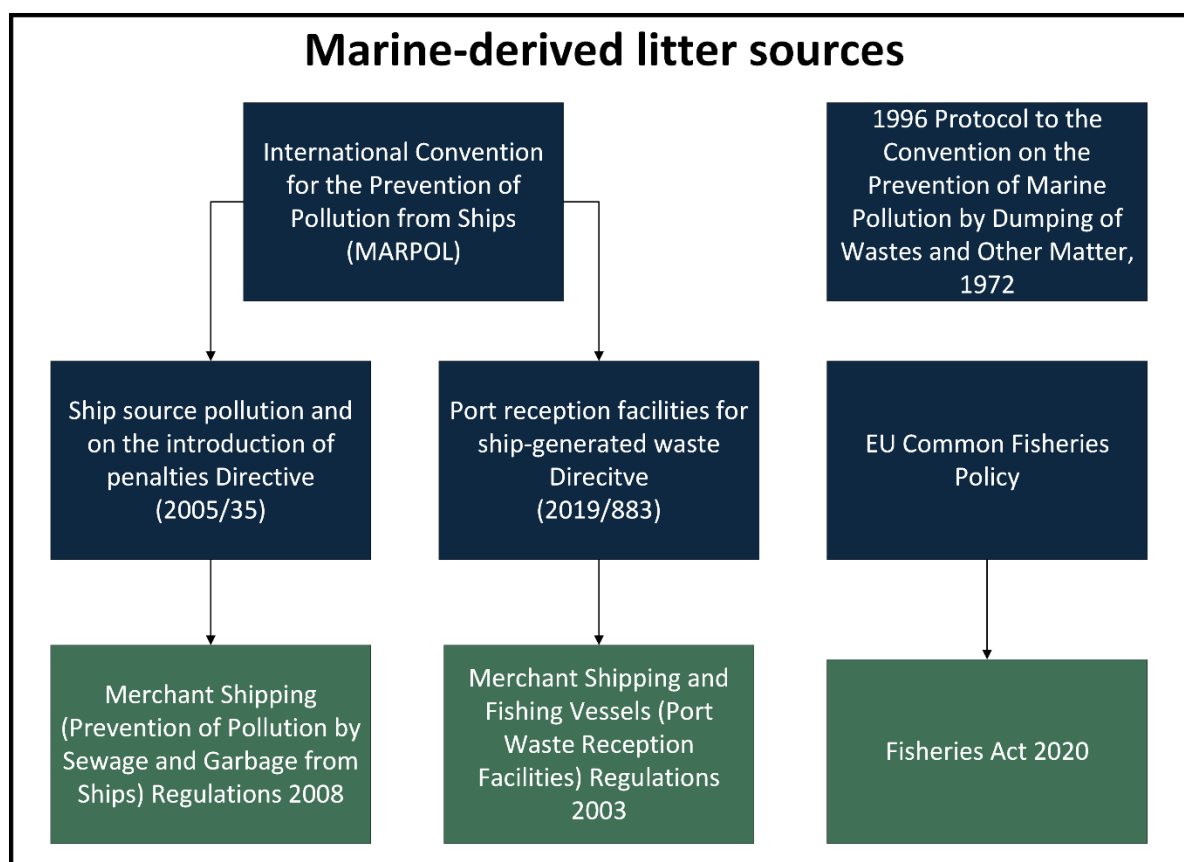 Marine-derived litter sources
International Convention
for the Prevention of
Pollution from Ships
(MARPOL)
1996 Protocol to the
Convention on the
Prevention of Marine
Pollution by Dumping of
Wastes and Other Matter,
1972
Ship source pollution and
on the introduction of
penalties Directive
(2005/35)
Port reception facilities for
ship-generated waste
Direcitve
(2019/883)
EU Common Fisheries
Policy
Merchant Shipping
(Prevention of Pollution by
Sewage and Garbage from
Ships) Regulations 2008
Merchant Shipping and
Fishing Vessels (Port
Waste Reception
Facilities) Regulations
2003
Fisheries Act 2020